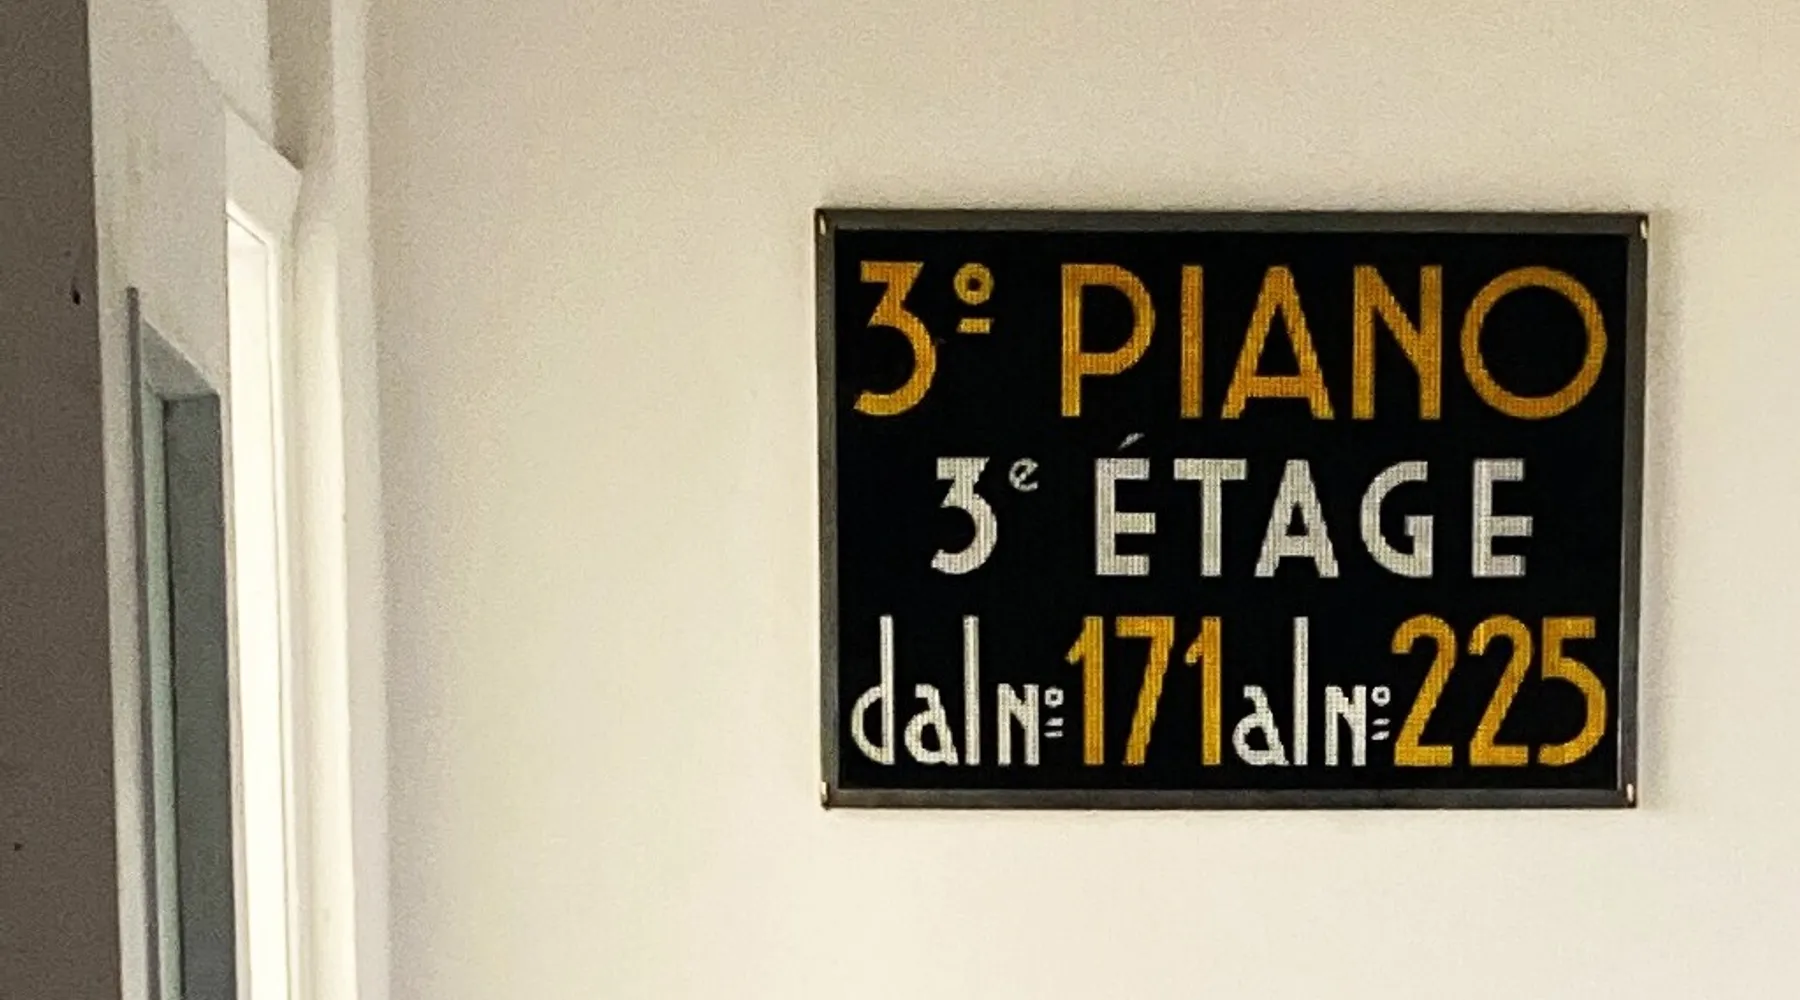 3º PIANO
3e ÉTAGE
dal Nº 171 al Nº 225